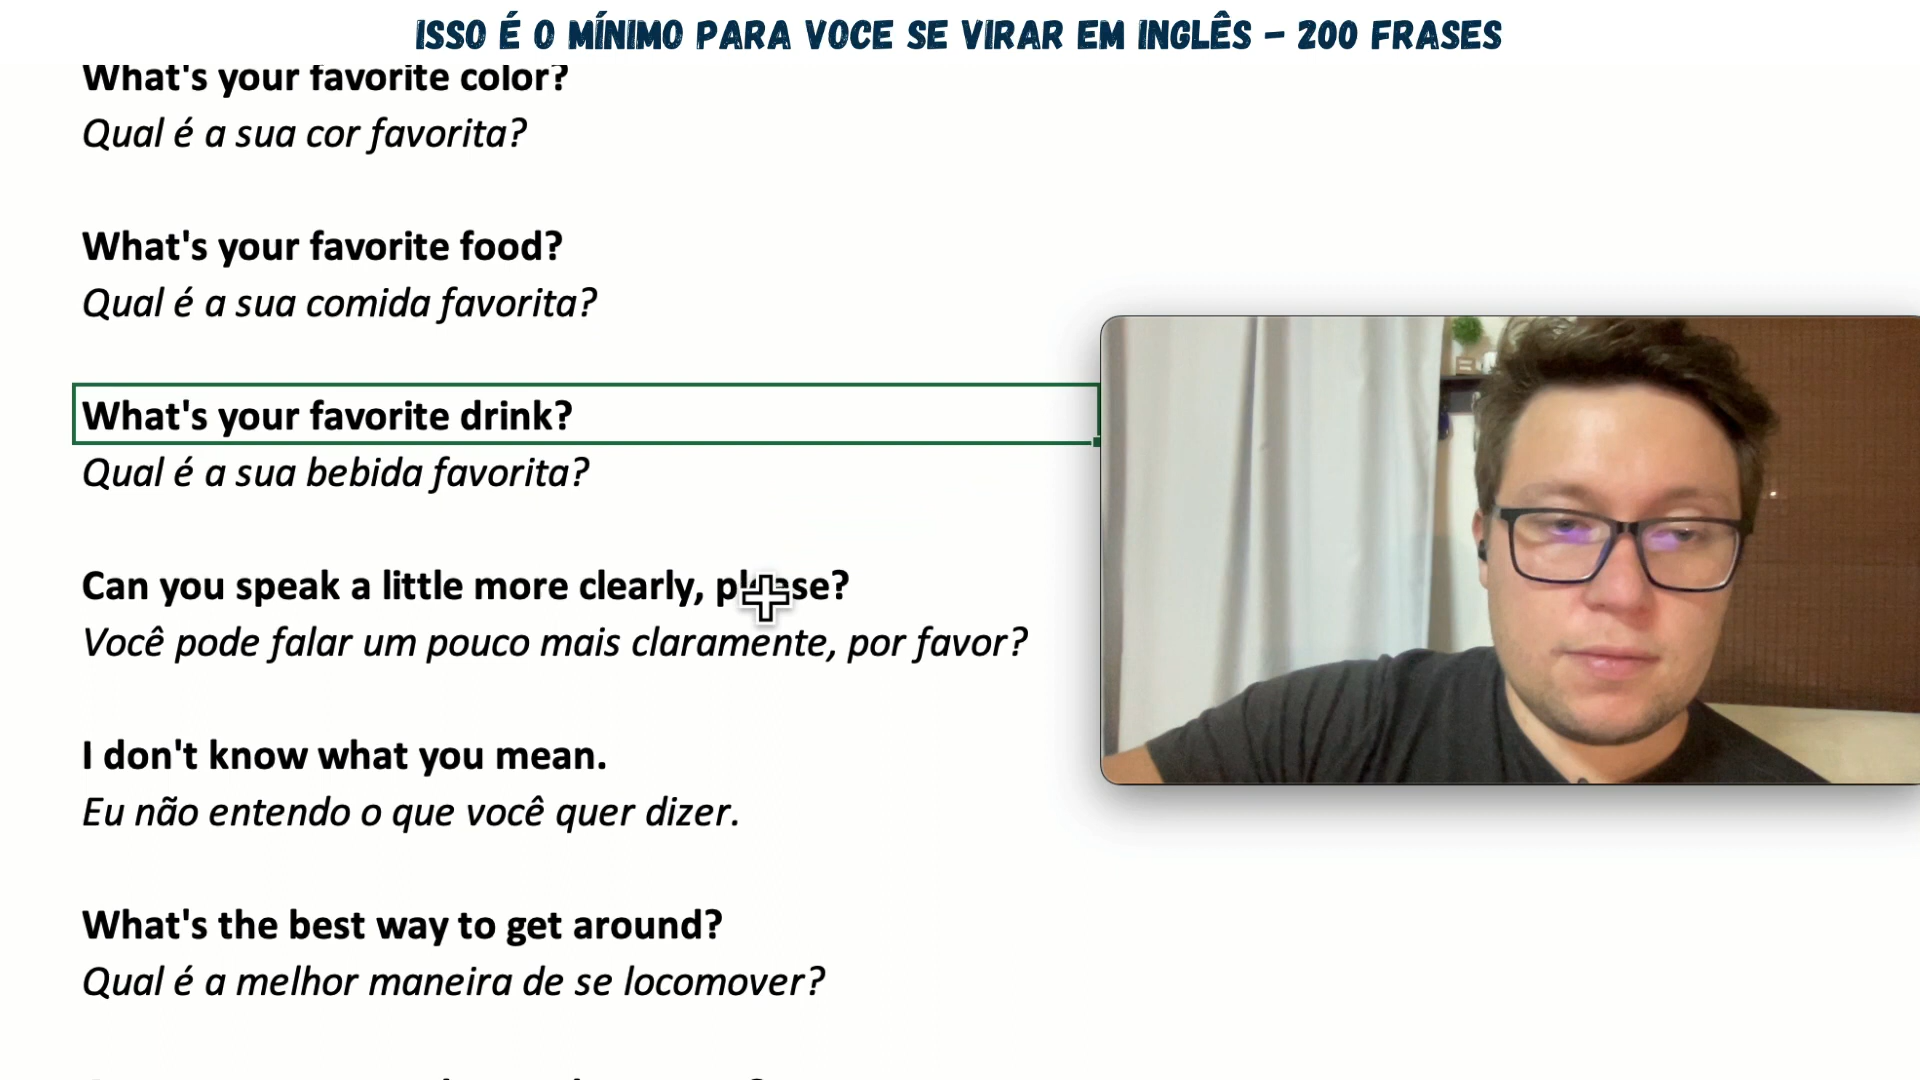 ISSO É O MÍNIMO PARA VOCE SE VIRAR EM INGLÊS – 200 FRASES
What's your favorite color?
Qual é a sua cor favorita?
What's your favorite food?
Qual é a sua comida favorita?
What's your favorite drink?
Qual é a sua bebida favorita?
Can you speak a little more clearly, please?
Você pode falar um pouco mais claramente, por favor?
I don't know what you mean.
Eu não entendo o que você quer dizer.
What's the best way to get around?
Qual é a melhor maneira de se locomover?